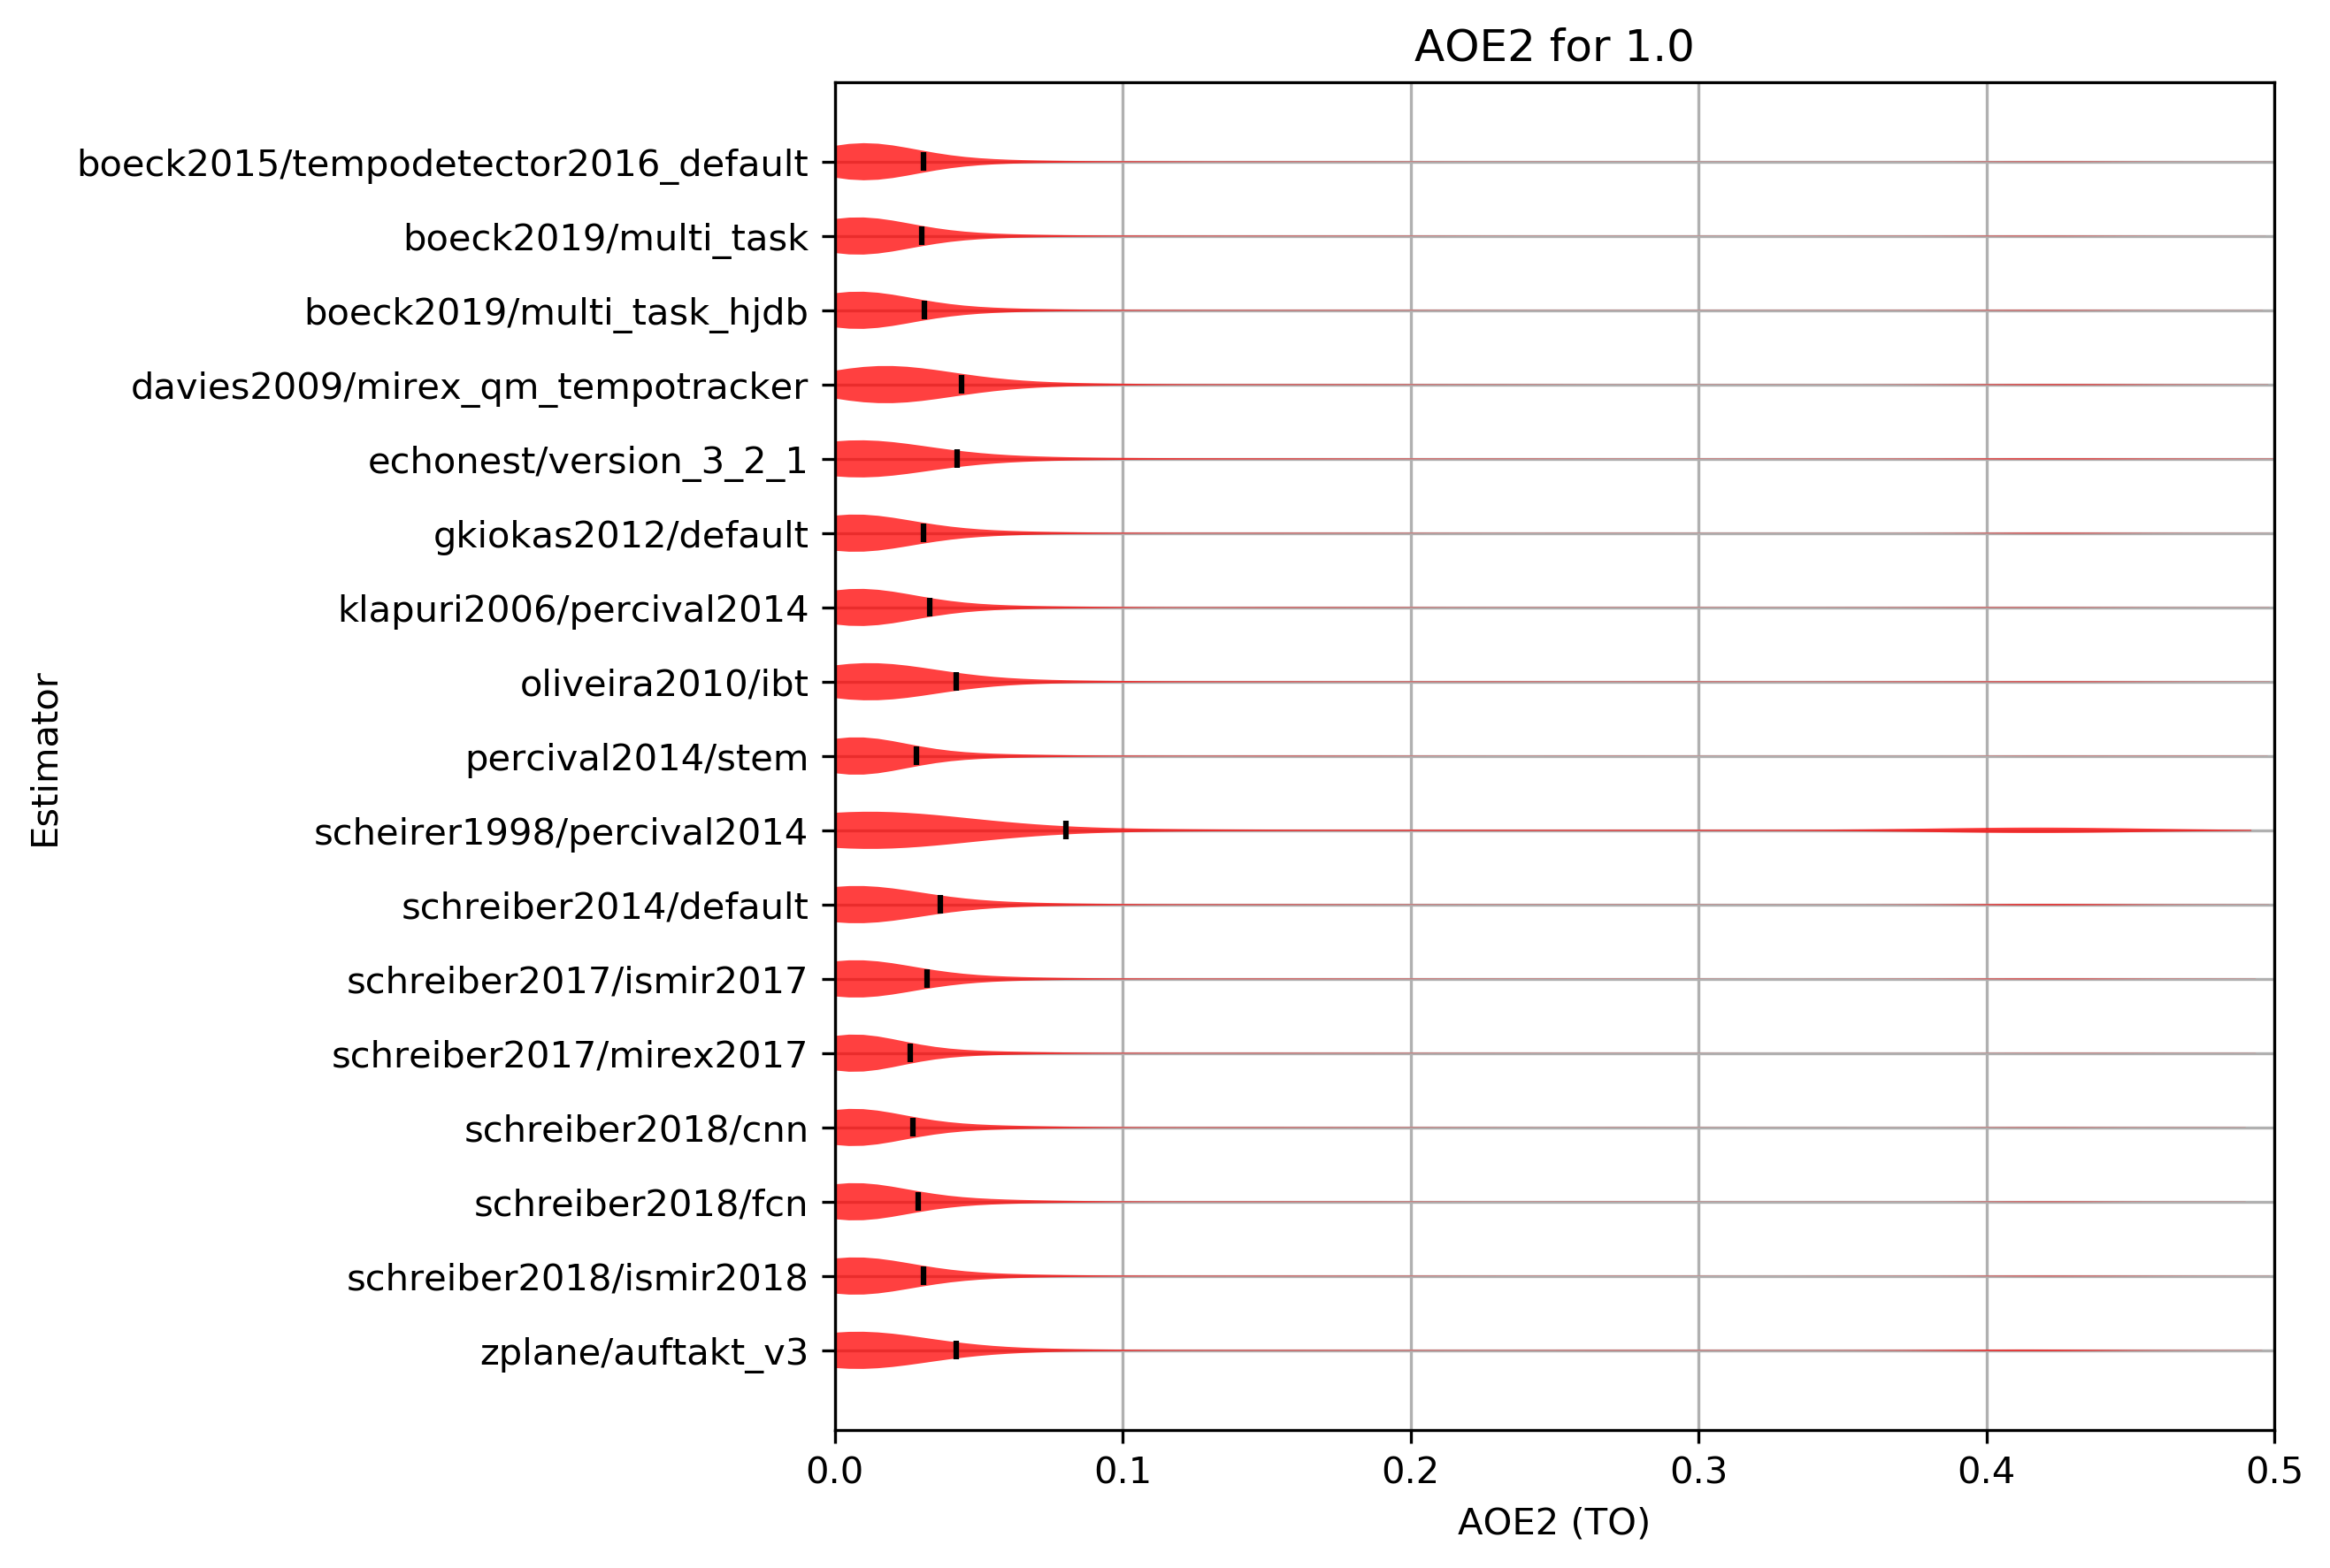 AOE2 for 1.0
boeck2015/tempodetector2016_default
boeck2019/multi_task
boeck2019/multi_task_hjdb
davies2009/mirex_qm_tempotracker
echonest/version_3_2_1
gkiokas2012/default
klapuri2006/percival2014
oliveira2010/ibt
percival2014/stem
scheirer1998/percival2014
schreiber2014/default
schreiber2017/ismir2017
schreiber2017/mirex2017
schreiber2018/cnn
schreiber2018/fcn
schreiber2018/ismir2018
zplane/auftakt_v3
Estimator
0.0 0.1 0.2 0.3 0.4 0.5
AOE2 (TO)